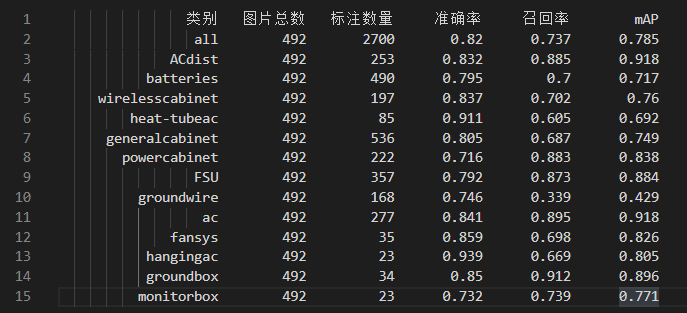 1 类别 图片总数 标注数量 准确率 召回率 mAP
2 all 492 2700 0.82 0.737 0.785
3 ACdist 492 253 0.832 0.885 0.918
4 batteries 492 490 0.795 0.7 0.717
5 wirelesscabinet 492 197 0.837 0.702 0.76
6 heat-tubeac 492 85 0.911 0.605 0.692
7 generalcabinet 492 536 0.805 0.687 0.749
8 powercabinet 492 222 0.716 0.883 0.838
9 FSU 492 357 0.792 0.873 0.884
10 groundwire 492 168 0.746 0.339 0.429
11 ac 492 277 0.841 0.895 0.918
12 fansys 492 35 0.859 0.698 0.826
13 hangingac 492 23 0.939 0.669 0.805
14 groundbox 492 34 0.85 0.912 0.896
15 monitorbox 492 23 0.732 0.739 0.771